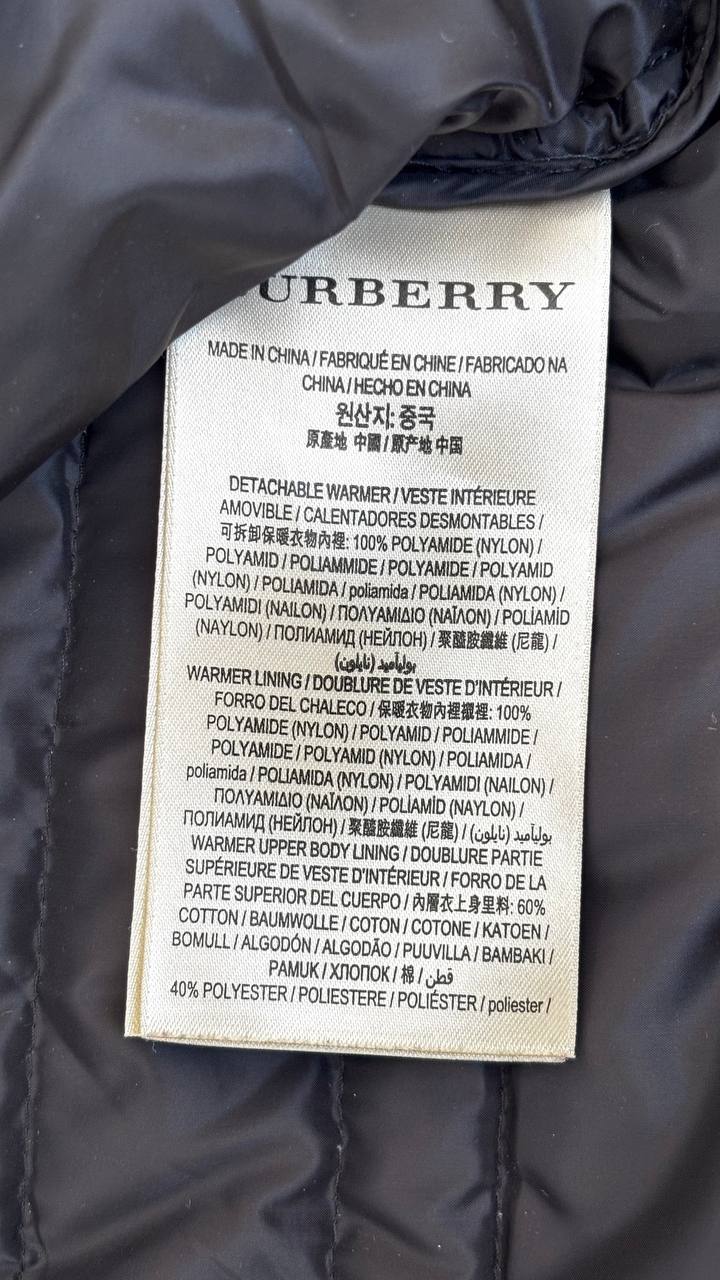 URBERRY
MADE IN CHINA / FABRIQUÉ EN CHINE / FABRICADO NA
CHINA / HECHO EN CHINA
원산지: 중국
原產地 中國 / 原产地 中国
DETACHABLE WARMER / VESTE INTÉRIEURE
AMOVIBLE / CALENTADORES DESMONTABLES /
可拆卸保暖衣物內裡: 100% POLYAMIDE (NYLON) /
POLYAMID / POLIAMMIDE / POLYAMIDE / POLYAMID
(NYLON) / POLIAMIDA / poliamida / POLIAMIDA (NYLON) /
POLYAMIDI (NAILON) / ΠΟΛΥΑΜΙΔΙΟ (ΝΑΪΛΟΝ) / POLİAMİD
(NAYLON) / ПОЛИАМИД (НЕЙЛОН) / 聚醯胺纖維 (尼龍) /
بولياميد (نايلون)
WARMER LINING / DOUBLURE DE VESTE D'INTÉRIEUR /
FORRO DEL CHALECO / 保暖衣物內裡襯裡: 100%
POLYAMIDE (NYLON) / POLYAMID / POLIAMMIDE /
POLYAMIDE / POLYAMID (NYLON) / POLIAMIDA /
poliamida / POLIAMIDA (NYLON) / POLYAMIDI (NAILON) /
ΠΟΛΥΑΜΙΔΙΟ (ΝΑΪΛΟΝ) / POLİAMİD (NAYLON) /
ПОЛИАМИД (НЕЙЛОН) / 聚醯胺纖維 (尼龍) / بولياميد (نايلون)
WARMER UPPER BODY LINING / DOUBLURE PARTIE
SUPÉRIEURE DE VESTE D'INTÉRIEUR / FORRO DE LA
PARTE SUPERIOR DEL CUERPO / 內層衣上身里料: 60%
COTTON / BAUMWOLLE / COTON / COTONE / KATOEN /
BOMULL / ALGODÓN / ALGODÃO / PUUVILLA / BAMBAKI /
PAMUK / ХЛОПОК / 棉 / قطن
40% POLYESTER / POLIESTERE / POLIÉSTER / poliester /